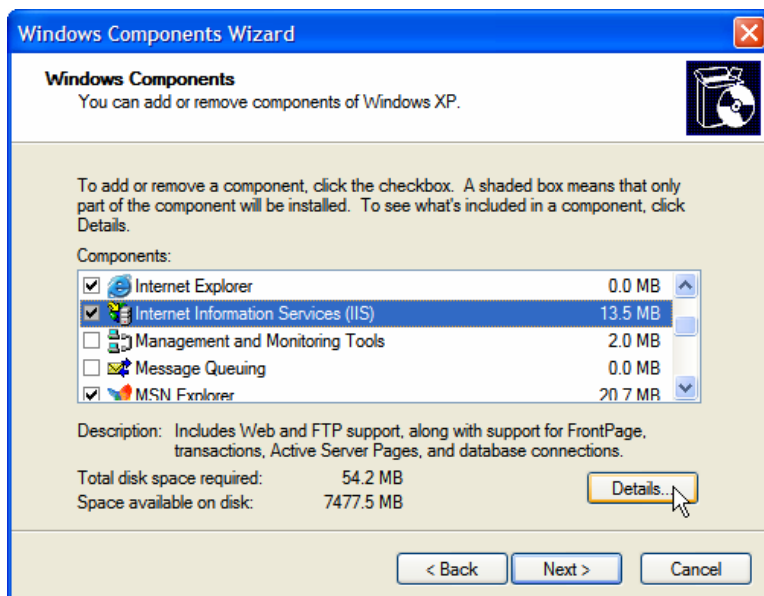 Windows Components Wizard
Windows Components
You can add or remove components of Windows XP.
To add or remove a component, click the checkbox. A shaded box means that only
part of the component will be installed. To see what's included in a component, click
Details.
Components:
Internet Explorer 0.0 MB
Internet Information Services (IIS) 13.5 MB
Management and Monitoring Tools 2.0 MB
Message Queuing 0.0 MB
MSN Explorer 20.7 MB
Description: Includes Web and FTP support, along with support for FrontPage,
transactions, Active Server Pages, and database connections.
Total disk space required: 54.2 MB
Space available on disk: 7477.5 MB
Details...
< Back Next > Cancel